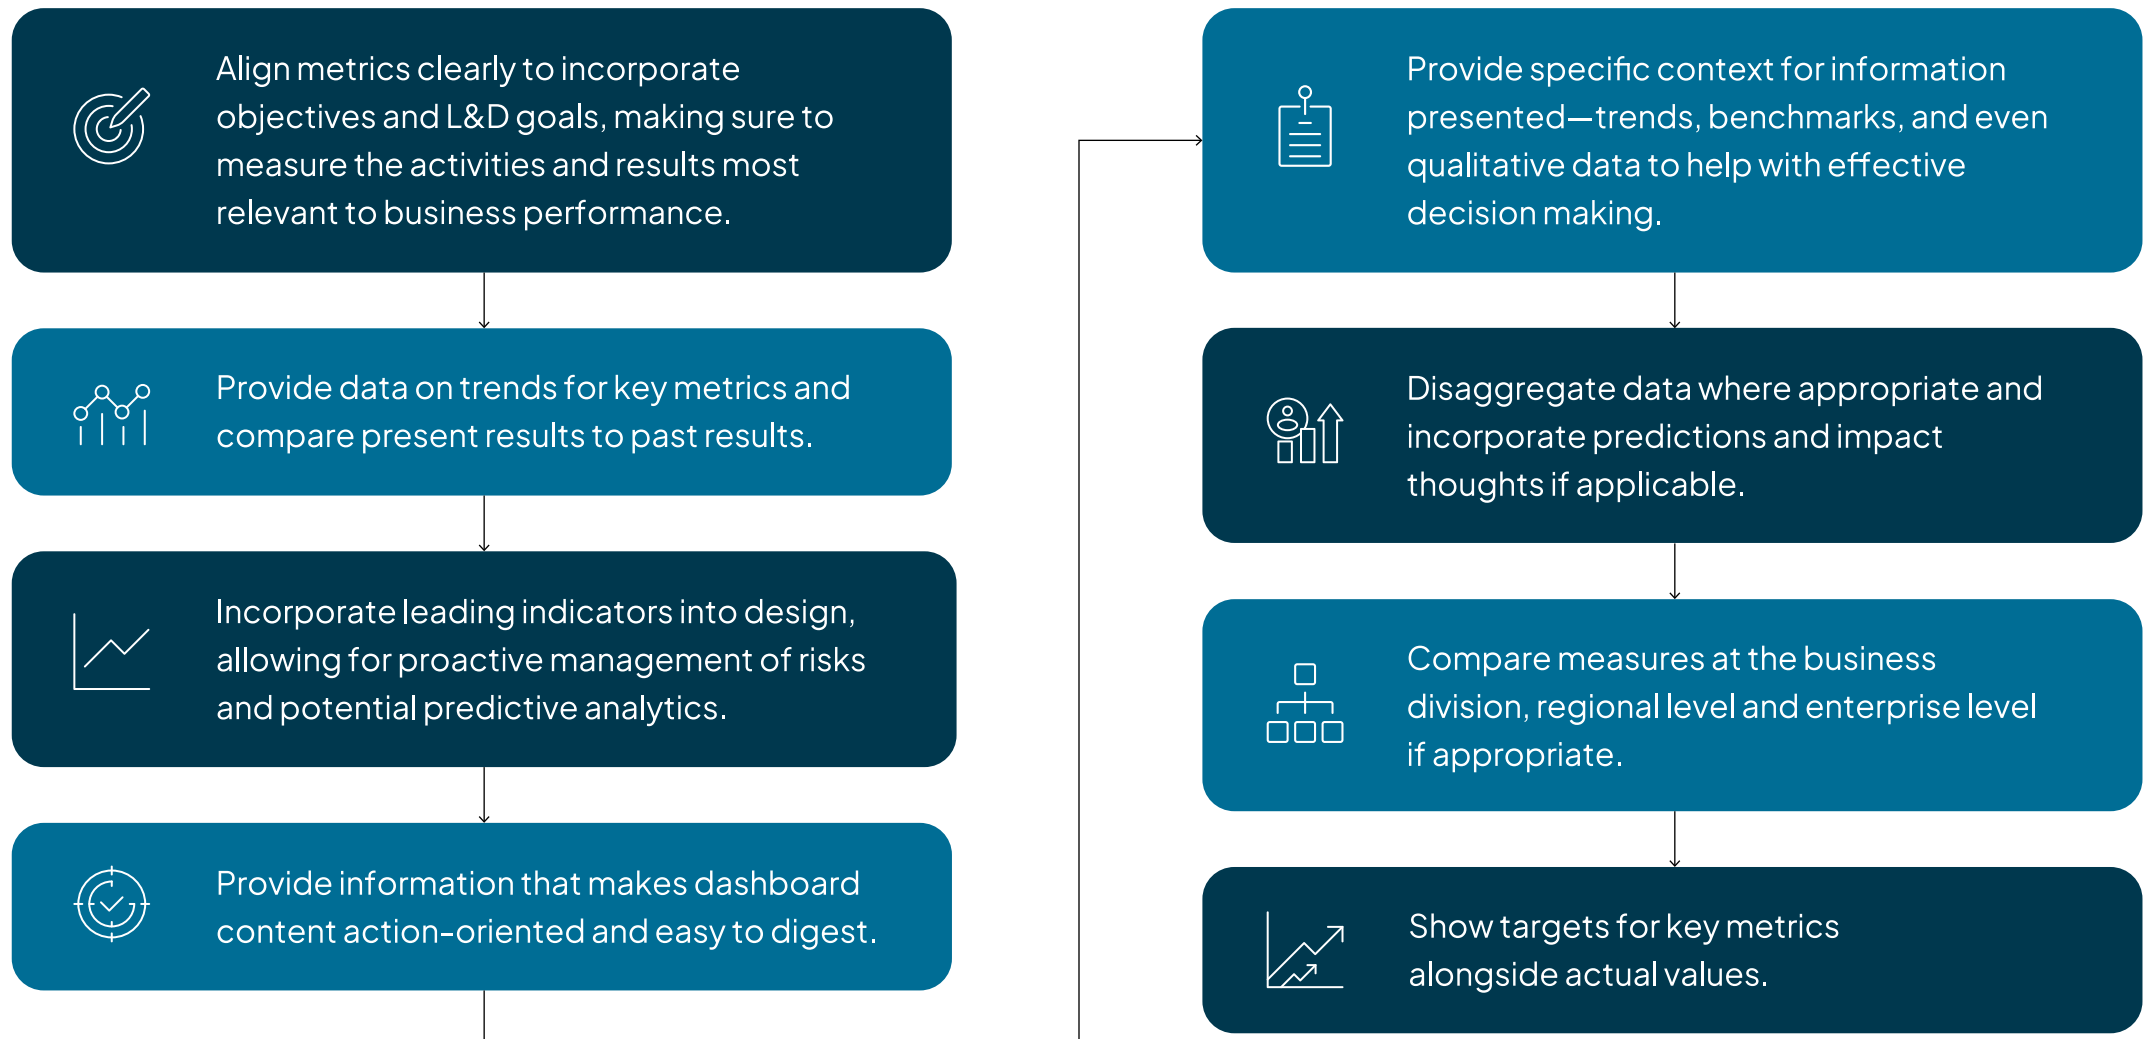 Align metrics clearly to incorporate
objectives and L&D goals, making sure to
measure the activities and results most
relevant to business performance.
Provide data on trends for key metrics and
compare present results to past results.
Incorporate leading indicators into design,
allowing for proactive management of risks
and potential predictive analytics.
Provide information that makes dashboard
content action-oriented and easy to digest.
Provide specific context for information
presented—trends, benchmarks, and even
qualitative data to help with effective
decision making.
Disaggregate data where appropriate and
incorporate predictions and impact
thoughts if applicable.
Compare measures at the business
division, regional level and enterprise level
if appropriate.
Show targets for key metrics
alongside actual values.